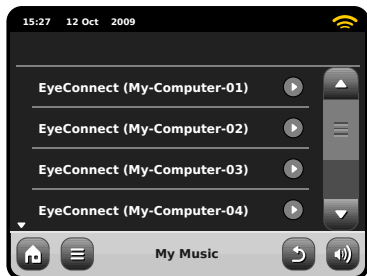 15:27 12 Oct 2009
EyeConnect (My-Computer-01)
EyeConnect (My-Computer-02)
EyeConnect (My-Computer-03)
EyeConnect (My-Computer-04)
My Music